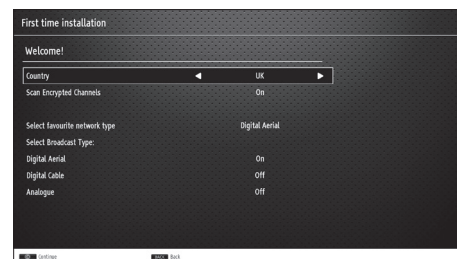 First time installation
Welcome!
Country UK
Scan Encrypted Channels On
Select favourite network type Digital Aerial
Select Broadcast Type:
Digital Aerial On
Digital Cable Off
Analogue Off
Continue BACK Back